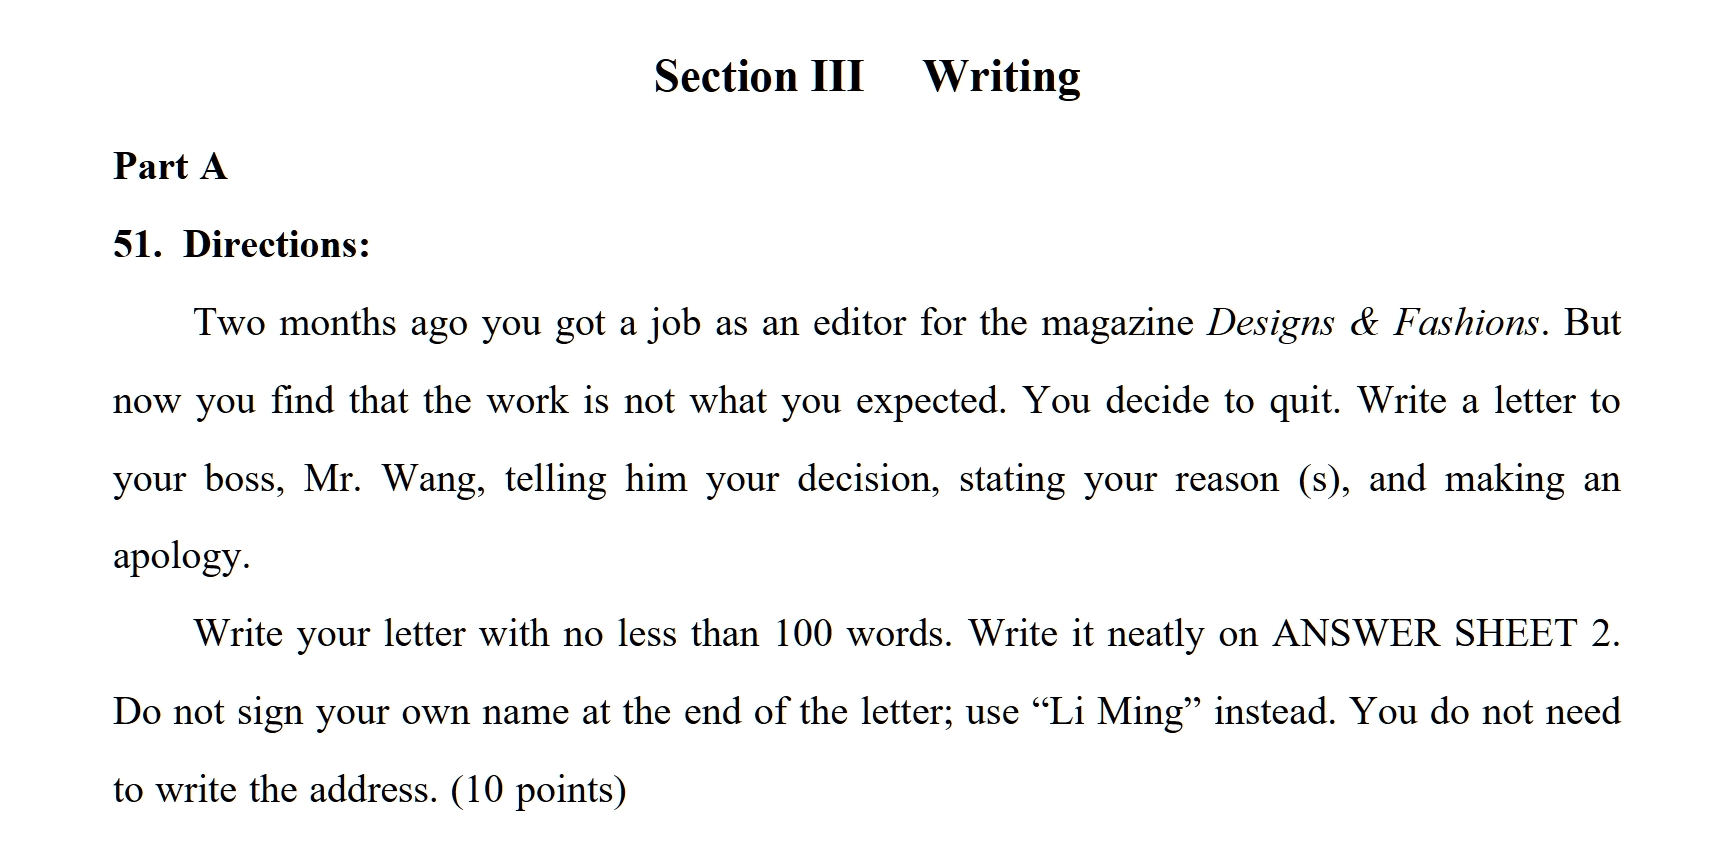 Section III Writing
Part A
51. Directions:
Two months ago you got a job as an editor for the magazine Designs & Fashions. But
now you find that the work is not what you expected. You decide to quit. Write a letter to
your boss, Mr. Wang, telling him your decision, stating your reason (s), and making an
apology.
Write your letter with no less than 100 words. Write it neatly on ANSWER SHEET 2.
Do not sign your own name at the end of the letter; use “Li Ming” instead. You do not need
to write the address. (10 points)